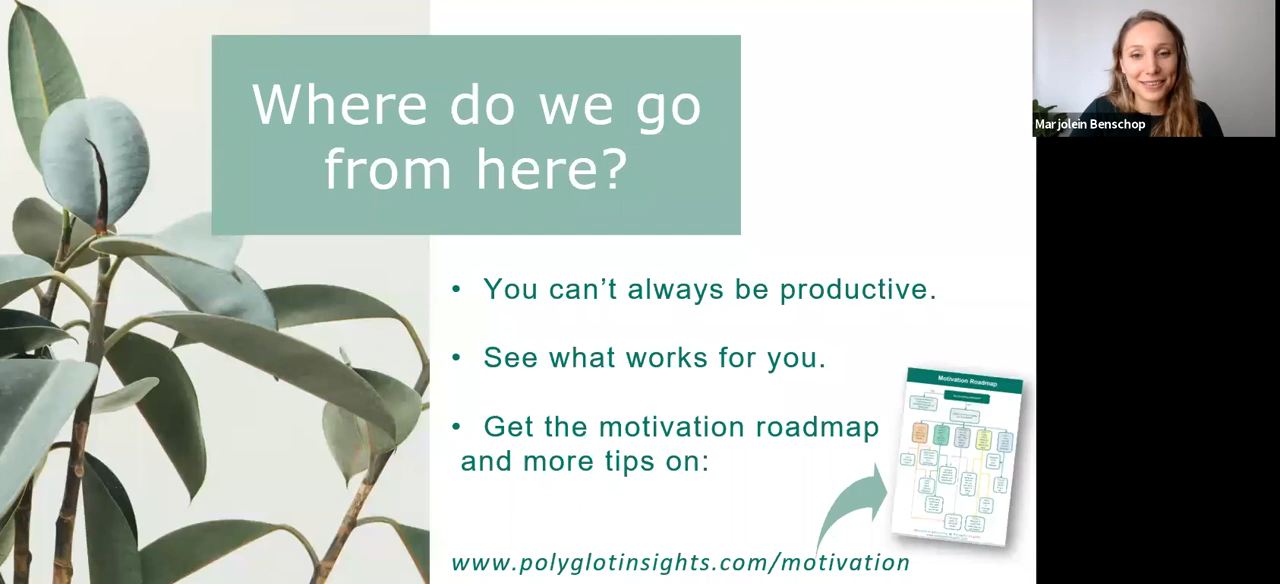 Where do we go
from here?
Marjolein Benschop
• You can't always be productive.
• See what works for you.
• Get the motivation roadmap
and more tips on:
Motivation Roadmap
www.polyglotinsights.com/motivation